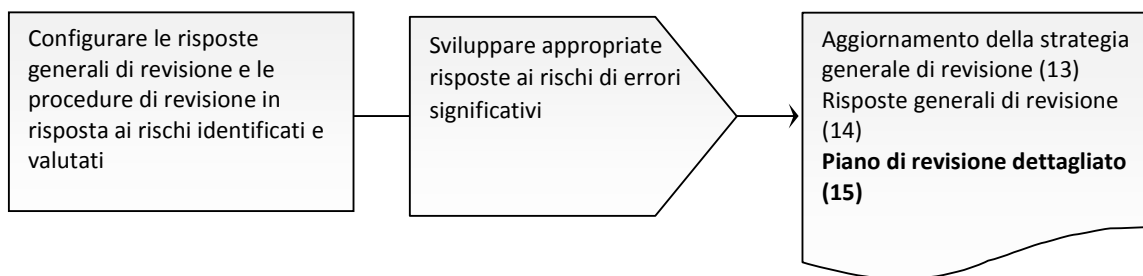 Configurare le risposte
generali di revisione e le
procedure di revisione in
risposta ai rischi identificati e
valutati
Sviluppare appropriate
risposte ai rischi di errori
significativi
Aggiornamento della strategia
generale di revisione (13)
Risposte generali di revisione
(14)
Piano di revisione dettagliato
(15)